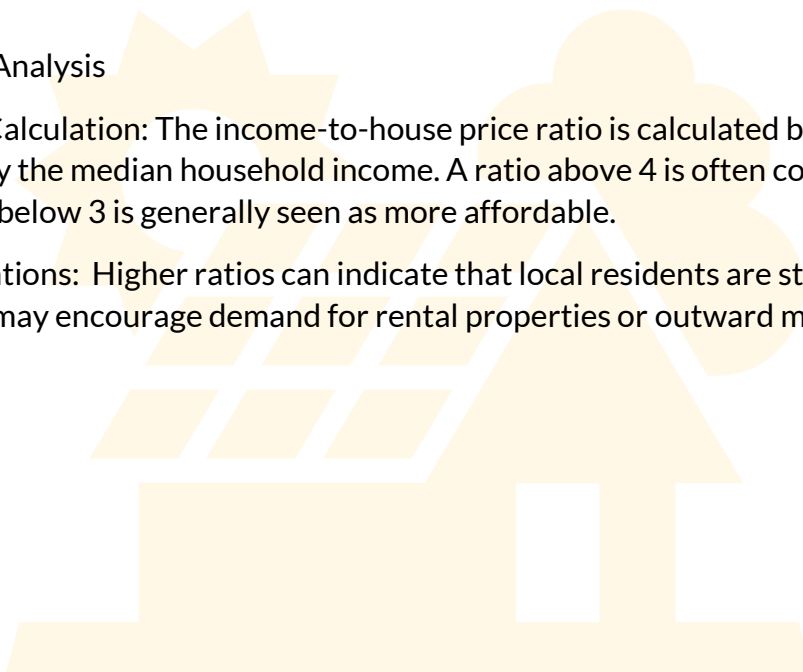 Analysis
Calculation: The income-to-house price ratio is calculated b
y the median household income. A ratio above 4 is often co
below 3 is generally seen as more affordable.
tions: Higher ratios can indicate that local residents are st
may encourage demand for rental properties or outward m